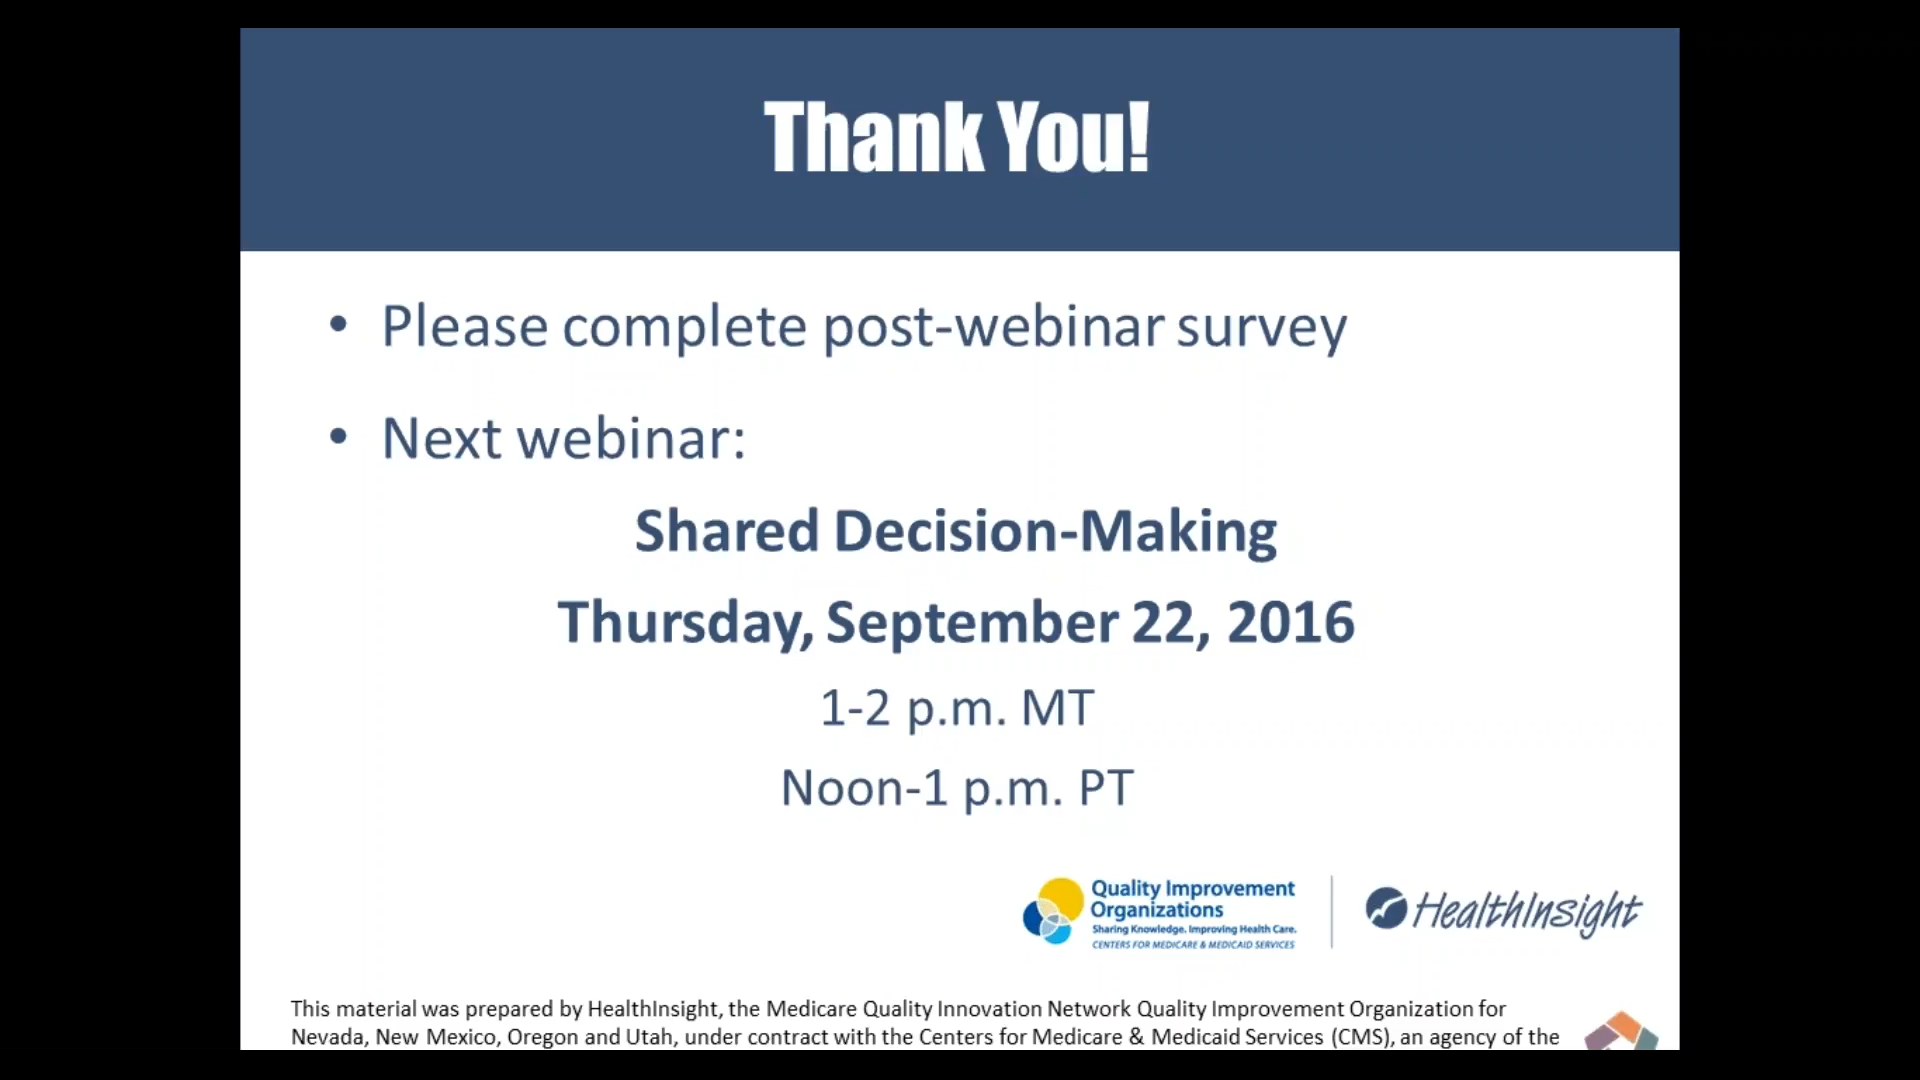 Thank You!
• Please complete post-webinar survey
• Next webinar:
Shared Decision-Making
Thursday, September 22, 2016
1-2 p.m. MT
Noon-1 p.m. PT
Quality Improvement
Organizations
Sharing Knowledge. Improving Health Care.
CENTERS FOR MEDICARE & MEDICAID SERVICES
HealthInsight
This material was prepared by HealthInsight, the Medicare Quality Innovation Network Quality Improvement Organization for
Nevada, New Mexico, Oregon and Utah, under contract with the Centers for Medicare & Medicaid Services (CMS), an agency of the